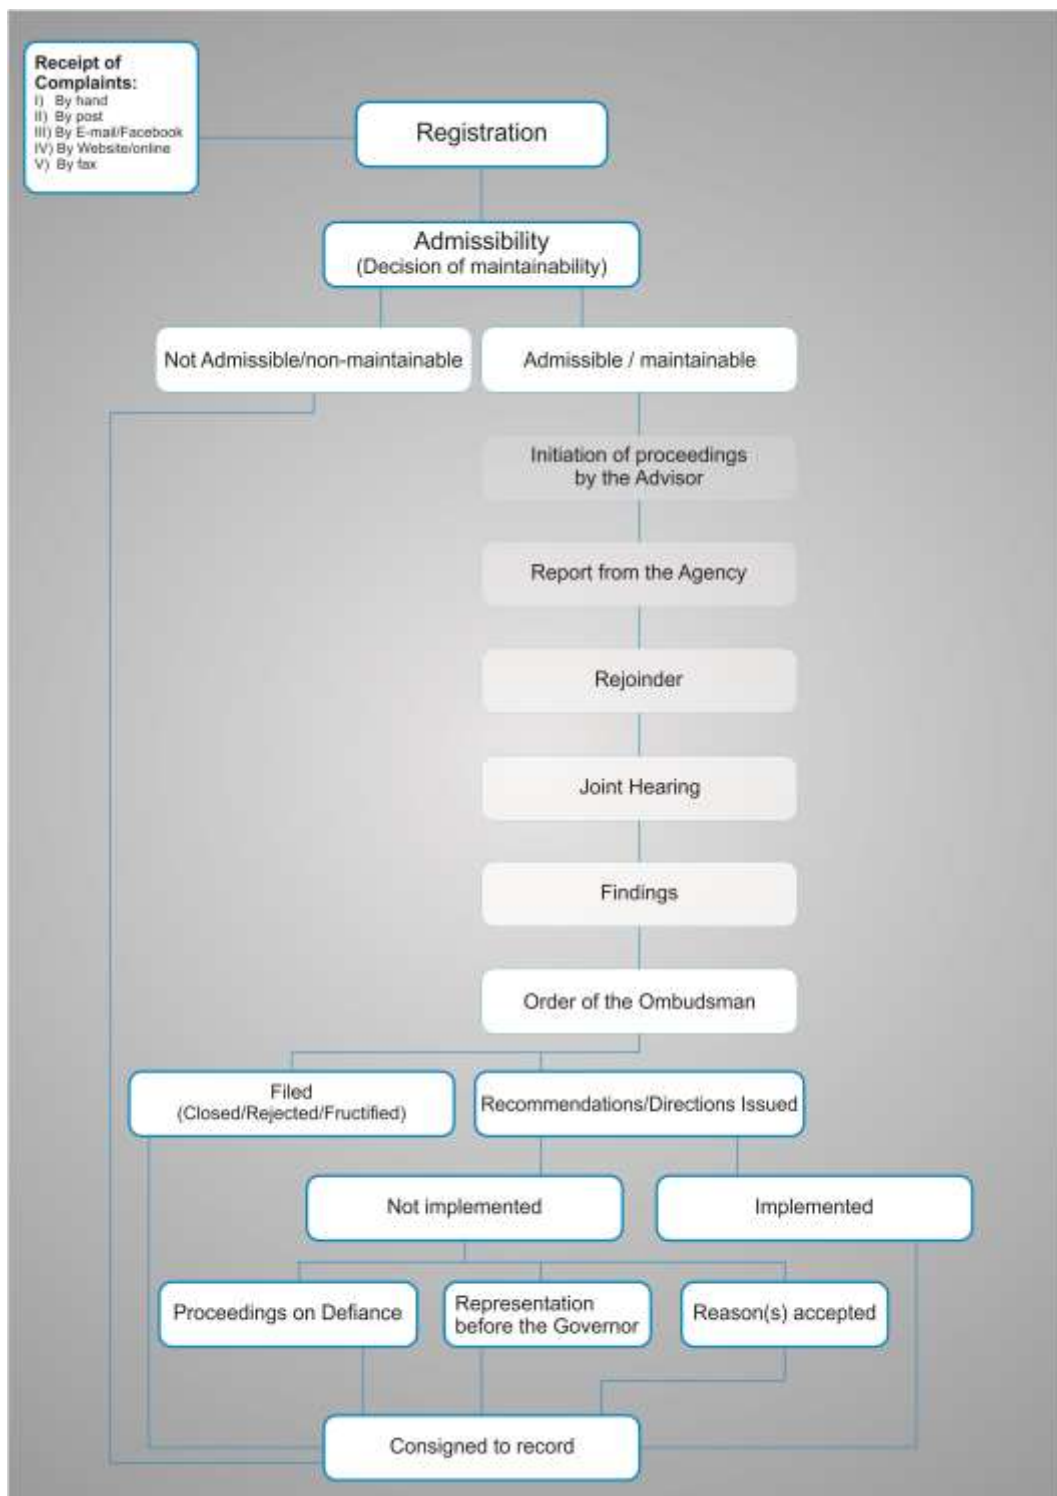 Receipt of
Complaints:
I) By hand
II) By post
III) By E-mail/Facebook
IV) By Website/online
V) By fax
Registration
Admissibility
(Decision of maintainability)
Not Admissible/non-maintainable
Admissible / maintainable
Initiation of proceedings
by the Advisor
Report from the Agency
Rejoinder
Joint Hearing
Findings
Order of the Ombudsman
Filed
(Closed/Rejected/Fructified)
Recommendations/Directions Issued
Not implemented
Implemented
Proceedings on Defiance
Representation
before the Governor
Reason(s) accepted
Consigned to record